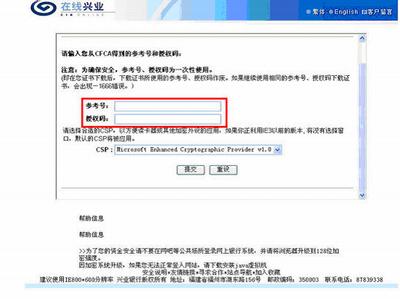 在线兴业
CIB ONLINE
繁体 English 客户留言
请输入您从CFCA得到的参考号和授权码:
注意:为确保安全,参考号、授权码为一次性使用。
(即在您证书下载后,下载证书所使用的参考号、授权码作废。如果继续使用相同的参考号、授权码下载证
书,会出现-1666错误。)
参考号:
授权码:
请选择合适的CSP,以方便读卡器或其他加密外设的应用,如果你正利用IE3以前的版本,将没有选择窗
口,默认的CSP将被应用。
CSP: Microsoft Enhanced Cryptographic Provider v1.0
提交 重设
帮助信息
帮助信息
>>为了您的资金安全请不要在网吧等公共场所登录网上银行系统,并请将浏览器升级到128位加
密强度。
因加密系统升级,如果您无法正常登入网站,请下载安装java虚拟机
安全说明•友情链接•寻求合作•站点导航•加入收藏
建议使用IE800*600分辨率 兴业银行版权所有 地址:福建省福州市湖东路156号 邮政编码:350003 联系电话:87839338